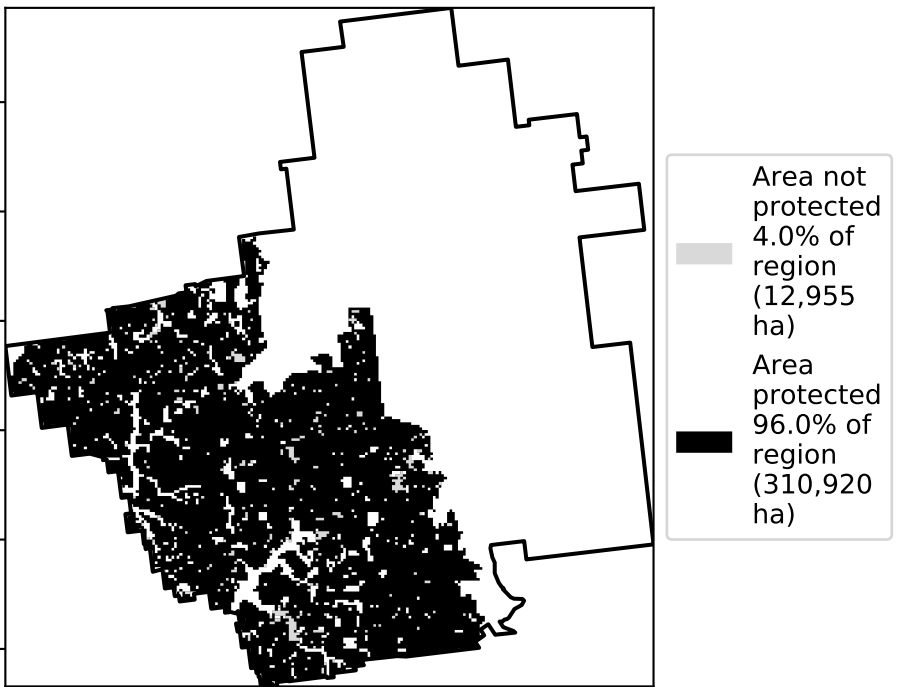 Area not
protected
4.0% of
region
(12,955
ha)
Area
protected
96.0% of
region
(310,920
ha)